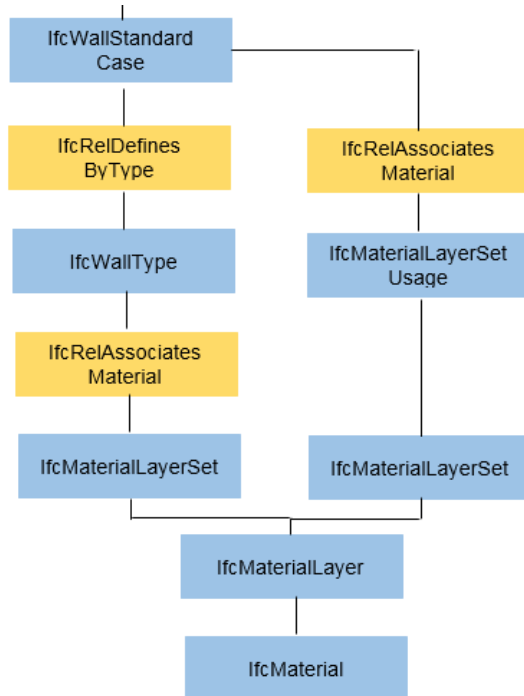 IfcWallStandard
Case
IfcRelDefines
ByType
IfcRelAssociates
Material
IfcWallType
IfcMaterialLayerSet
Usage
IfcRelAssociates
Material
IfcMaterialLayerSet
IfcMaterialLayerSet
IfcMaterialLayer
IfcMaterial